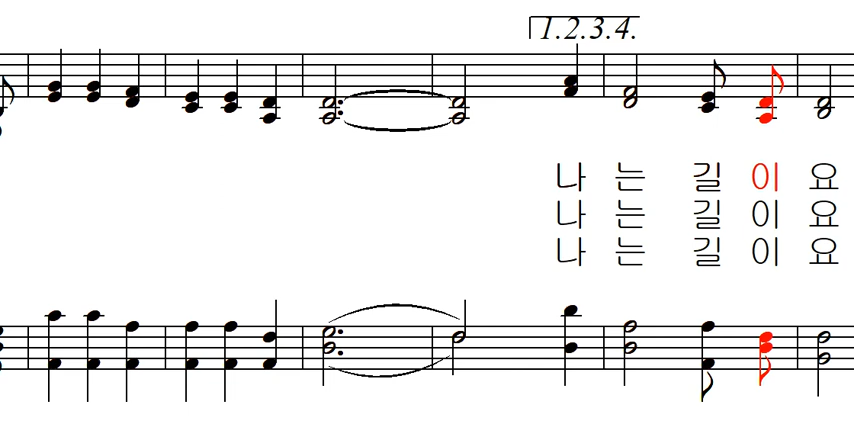 1.2.3.4.
나 는 길 이 요
나 는 길 이 요
나 는 길 이 요